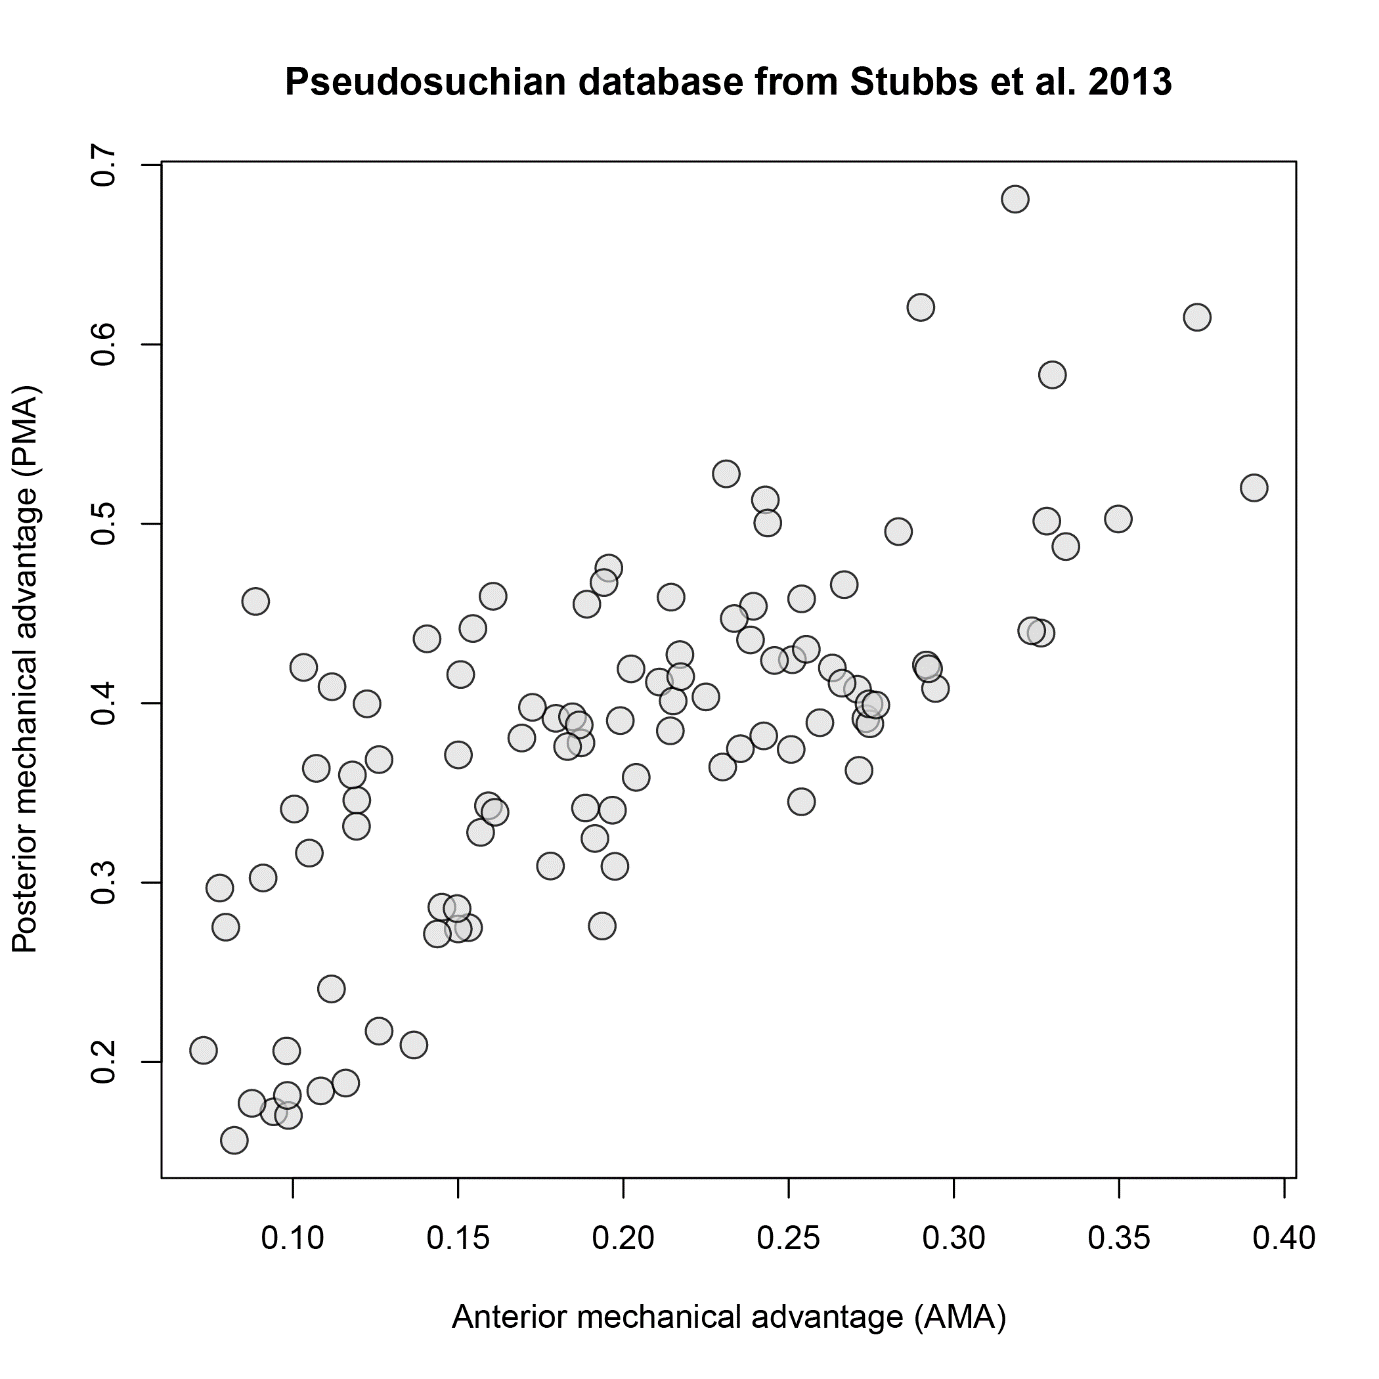 Pseudosuchian database from Stubbs et al. 2013
Posterior mechanical advantage (PMA)
0.7
0.6
0.5
0.4
0.3
0.2
0.10 0.15 0.20 0.25 0.30 0.35 0.40
Anterior mechanical advantage (AMA)